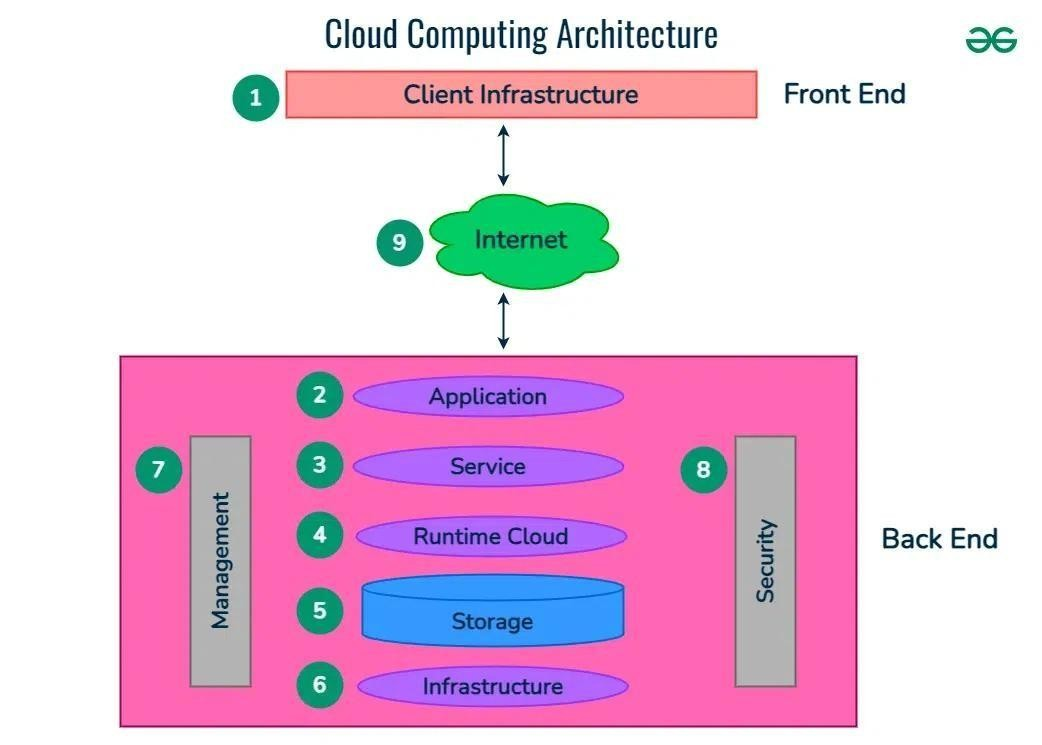 Cloud Computing Architecture
1
Client Infrastructure
Front End
9
Internet
2
Application
3
Service
7
Management
8
Security
4
Runtime Cloud
Back End
5
Storage
6
Infrastructure